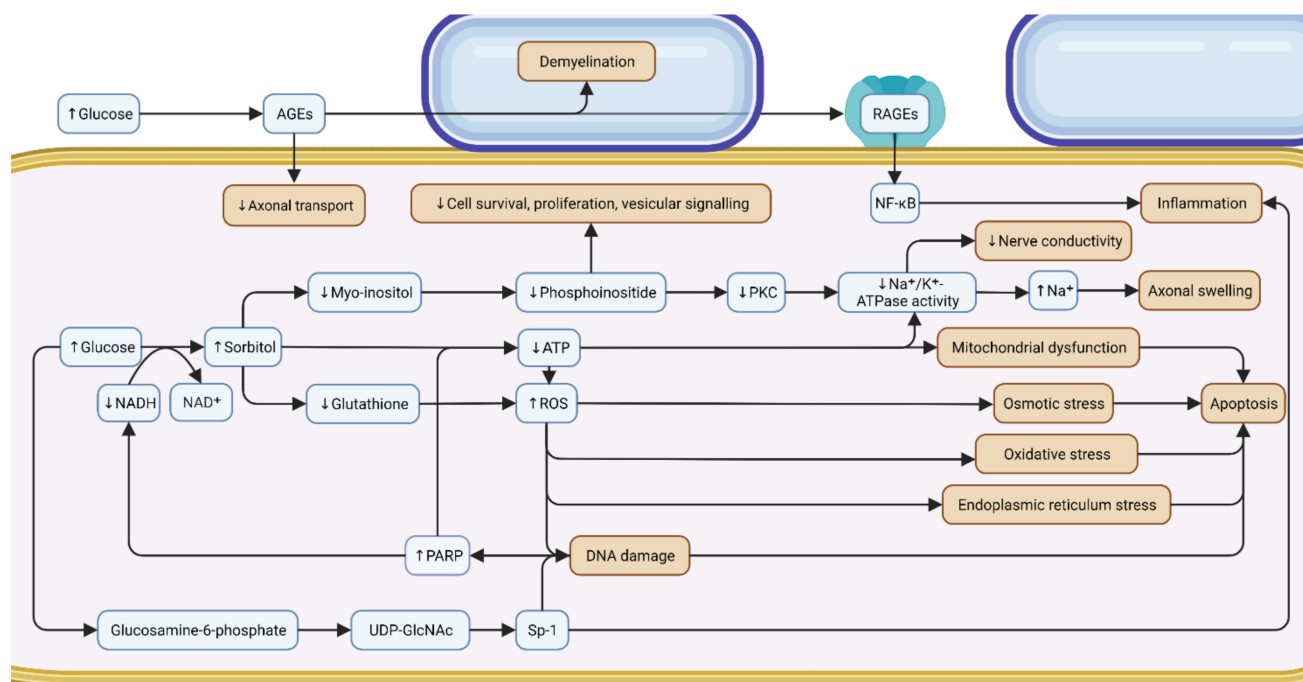 Demyelination
↑Glucose
AGEs
RAGEs
↓Axonal transport
↓Cell survival, proliferation, vesicular signalling
NF-κB
Inflammation
↓Nerve conductivity
↓Myo-inositol
↓Phosphoinositide
↓PKC
↓Na⁺/K⁺-
ATPase activity
↑Na⁺
Axonal swelling
↑Glucose
↑Sorbitol
↓ATP
Mitochondrial dysfunction
↓NADH
NAD⁺
↓Glutathione
↑ROS
Osmotic stress
Apoptosis
Oxidative stress
Endoplasmic reticulum stress
↑PARP
DNA damage
Glucosamine-6-phosphate
UDP-GlcNAc
Sp-1